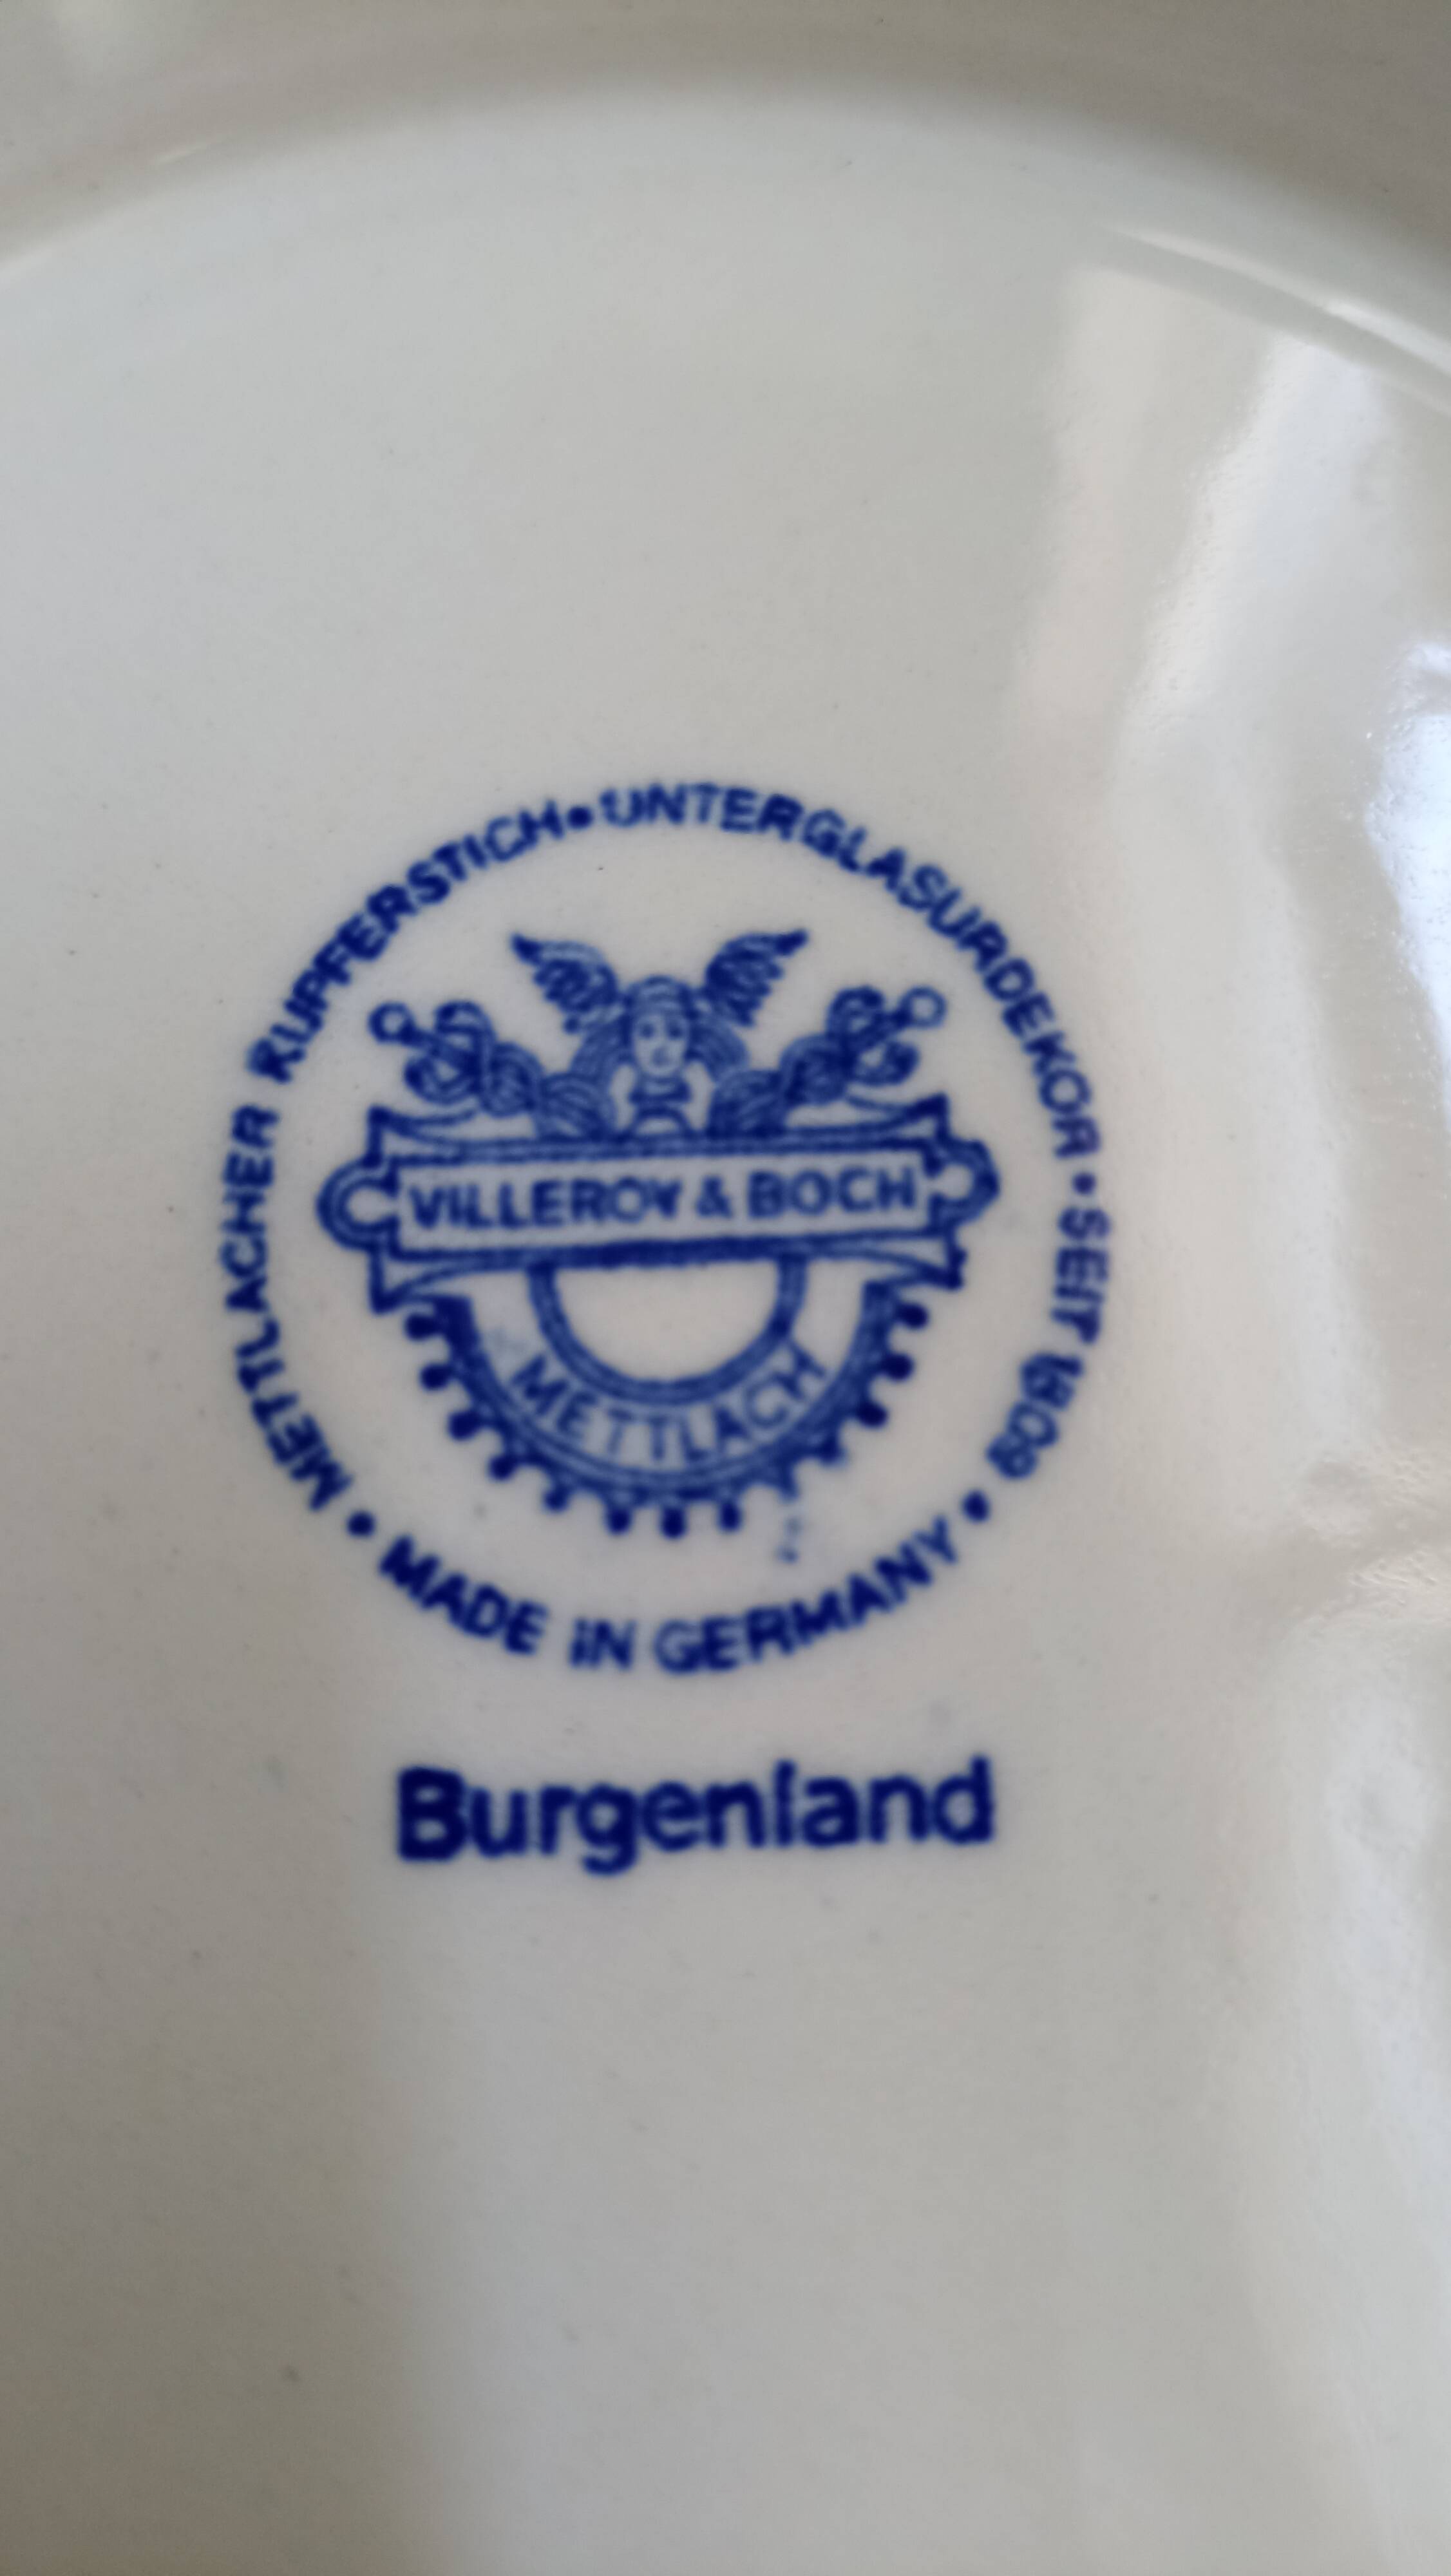 METTLACHER KUPFERSTICH • UNTERGLASURDEKOR • SEIT 1809 • MADE IN GERMANY •
VILLEROY & BOCH
METTLACH
Burgenland